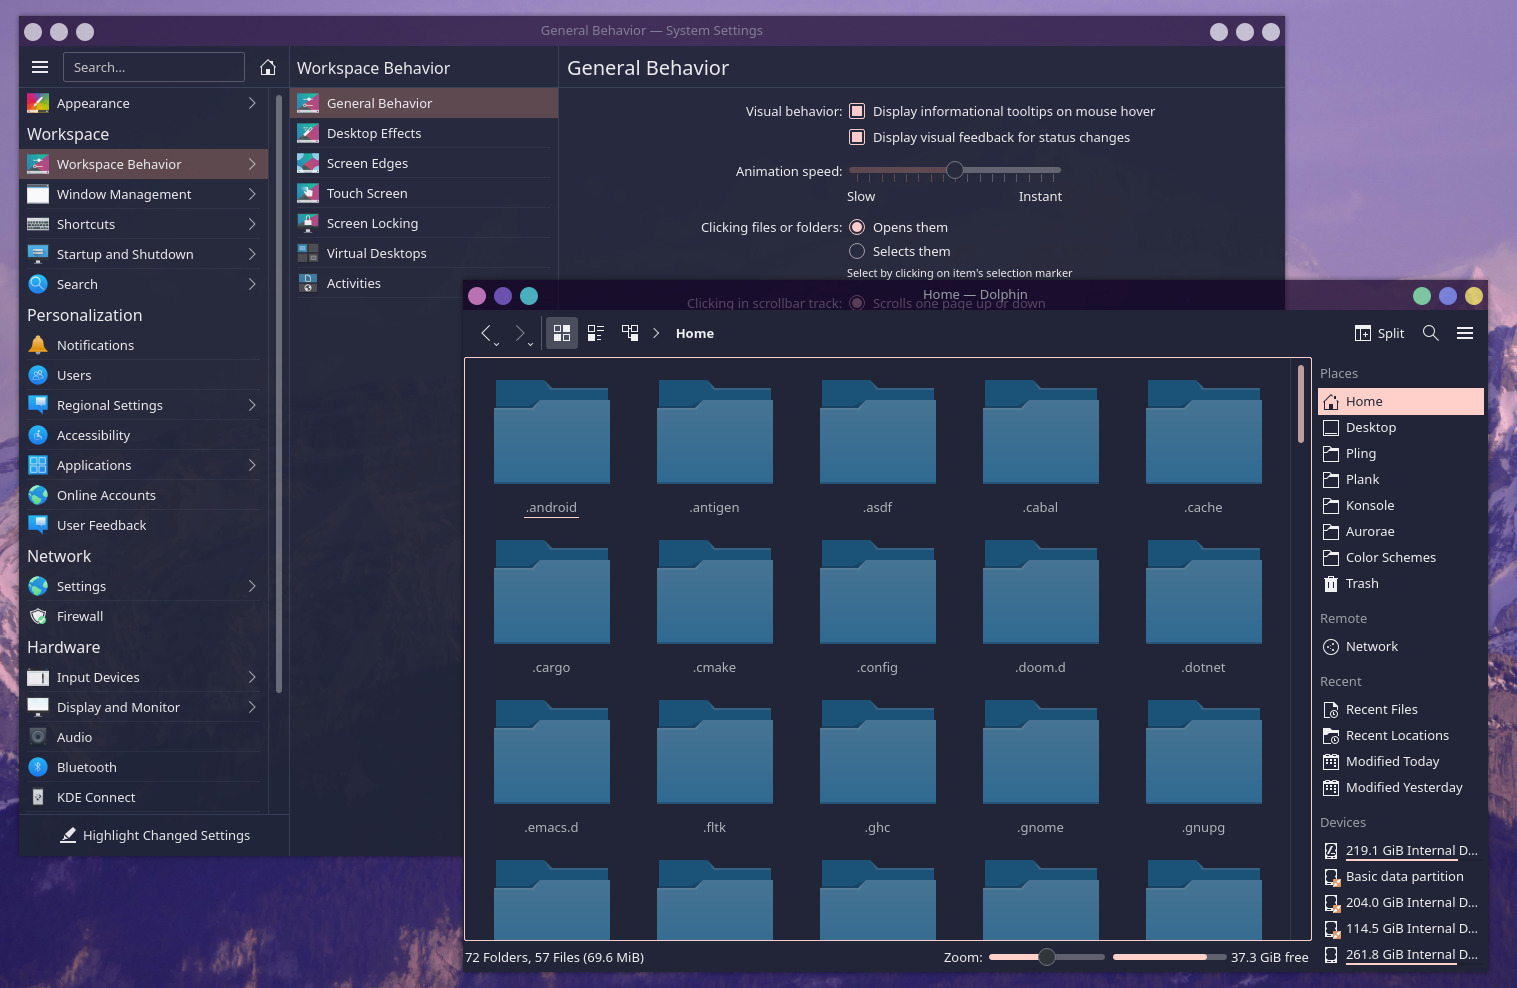 General Behavior — System Settings
Search...
Appearance
Workspace
Workspace Behavior
Window Management
Shortcuts
Startup and Shutdown
Search
Personalization
Notifications
Users
Regional Settings
Accessibility
Applications
Online Accounts
User Feedback
Network
Settings
Firewall
Hardware
Input Devices
Display and Monitor
Audio
Bluetooth
KDE Connect
Highlight Changed Settings
Workspace Behavior
General Behavior
Desktop Effects
Screen Edges
Touch Screen
Screen Locking
Virtual Desktops
Activities
General Behavior
Visual behavior: Display informational tooltips on mouse hover
Display visual feedback for status changes
Animation speed:
Slow Instant
Clicking files or folders: Opens them
Selects them
Select by clicking on item's selection marker
Clicking in scrollbar track: Scrolls one page up or down
Home — Dolphin
Home
Split
.android .antigen .asdf .cabal .cache
.cargo .cmake .config .doom.d .dotnet
.emacs.d .fltk .ghc .gnome .gnupg
72 Folders, 57 Files (69.6 MiB)
Zoom:
37.3 GiB free
Places
Home
Desktop
Pling
Plank
Konsole
Aurorae
Color Schemes
Trash
Remote
Network
Recent
Recent Files
Recent Locations
Modified Today
Modified Yesterday
Devices
219.1 GiB Internal D...
Basic data partition
204.0 GiB Internal D...
114.5 GiB Internal D...
261.8 GiB Internal D...